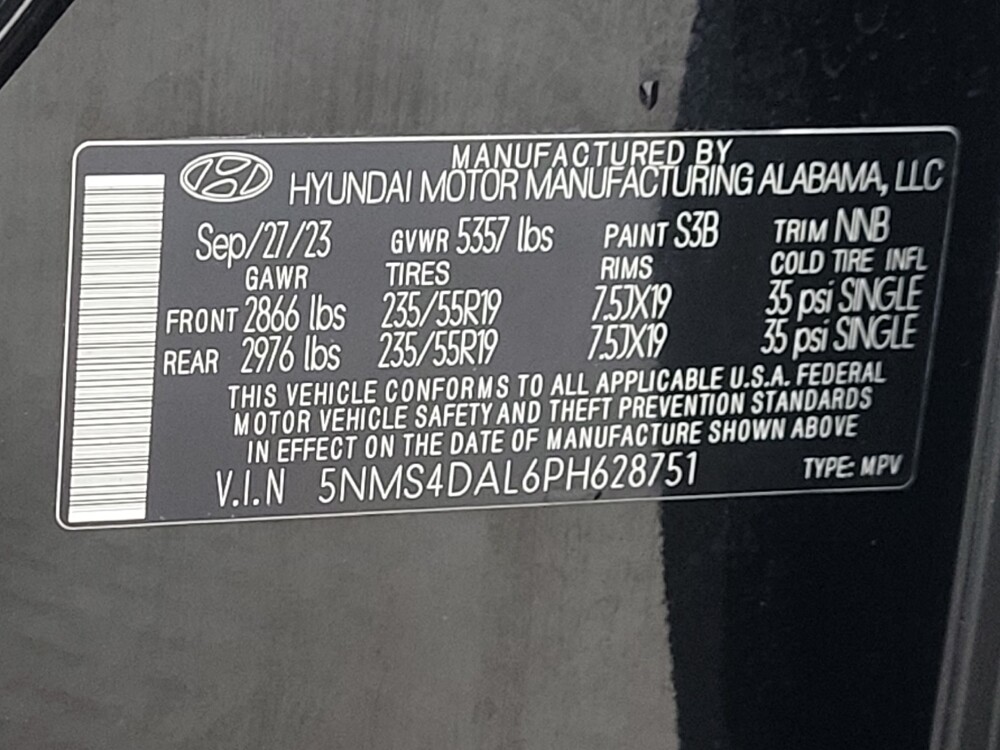 MANUFACTURED BY
HYUNDAI MOTOR MANUFACTURING ALABAMA, LLC
Sep/27/23 GVWR 5357 lbs PAINT S3B TRIM NNB
GAWR TIRES RIMS COLD TIRE INFL
FRONT 2866 lbs 235/55R19 7.5JX19 35 psi SINGLE
REAR 2976 lbs 235/55R19 7.5JX19 35 psi SINGLE
THIS VEHICLE CONFORMS TO ALL APPLICABLE U.S.A. FEDERAL
MOTOR VEHICLE SAFETY AND THEFT PREVENTION STANDARDS
IN EFFECT ON THE DATE OF MANUFACTURE SHOWN ABOVE
V.I.N 5NMS4DAL6PH628751 TYPE: MPV